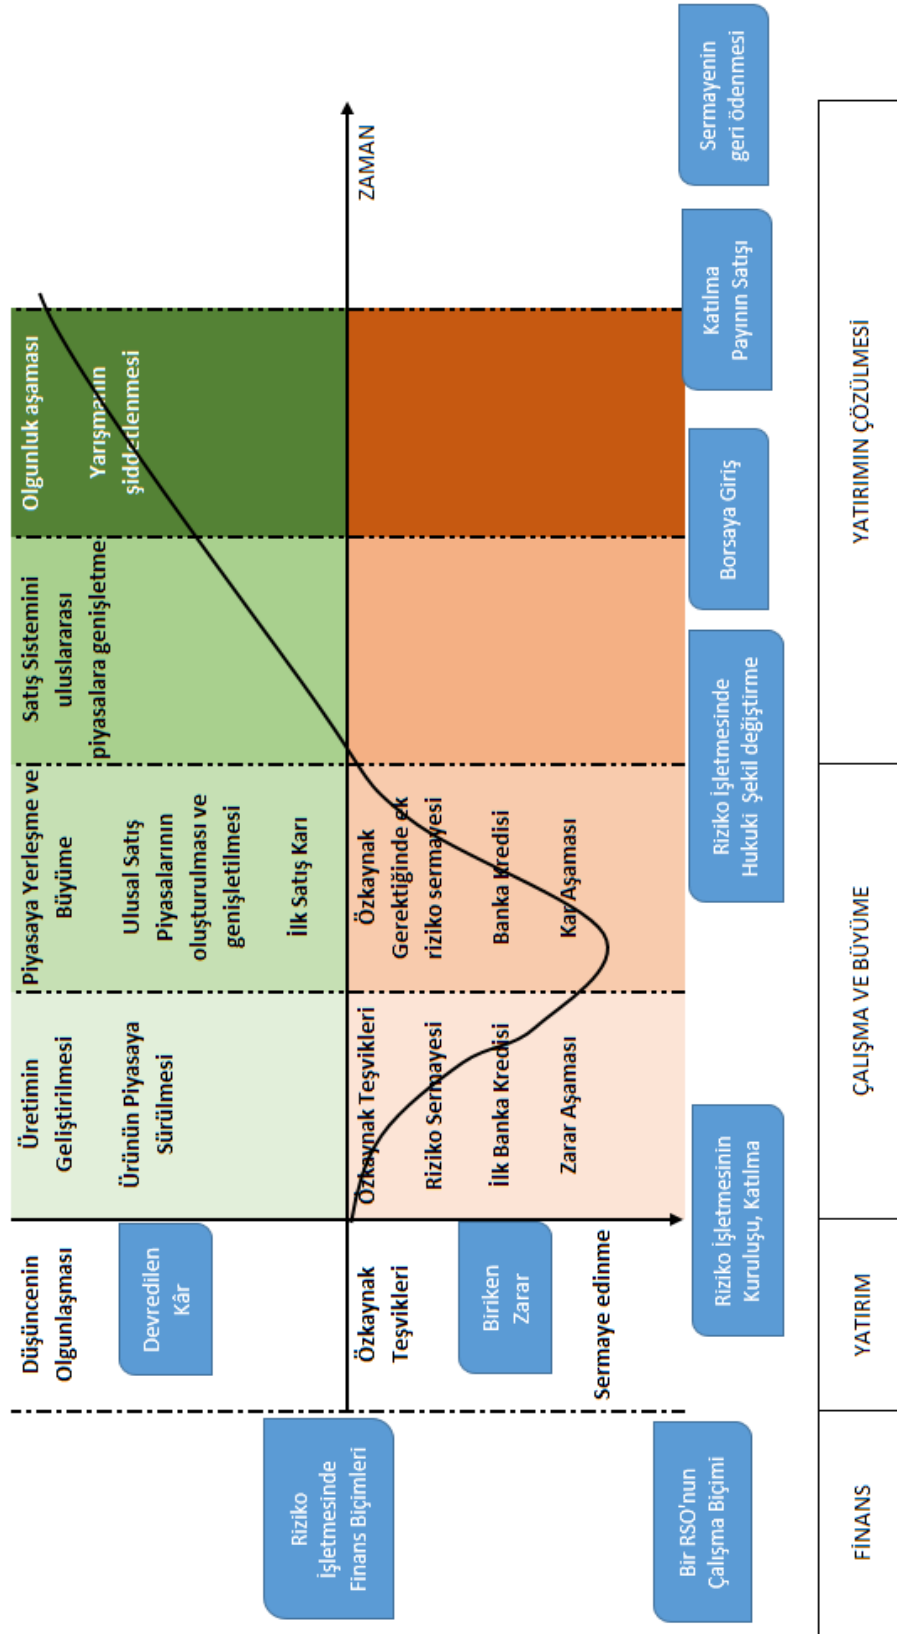 Düşüncenin
Olgunlaşması
Üretimin
Geliştirilmesi
Ürünün Piyasaya
Sürülmesi
Piyasaya Yerleşme ve
Büyüme
Ulusal Satış
Piyasalarının
oluşturulması ve
genişletilmesi
İlk Satış Karı
Satış Sistemini
uluslararası
piyasalara genişletme
Olgunluk aşaması
Yarışmanın
şiddetlenmesi
Devredilen
Kâr
ZAMAN
Riziko
İşletmesinde
Finans Biçimleri
Özkaynak
Teşvikleri
Biriken
Zarar
Sermaye edinme
Özkaynak Teşvikleri
Riziko Sermayesi
İlk Banka Kredisi
Zarar Aşaması
Özkaynak
Gerektiğinde ek
riziko sermayesi
Banka Kredisi
Kar Aşaması
Bir RSO'nun
Çalışma Biçimi
Riziko İşletmesinin
Kuruluşu, Katılma
Riziko İşletmesinde
Hukuki Şekil değiştirme
Borsaya Giriş
Katılma
Payının Satışı
Sermayenin
geri ödenmesi
FİNANS
YATIRIM
ÇALIŞMA VE BÜYÜME
YATIRIMIN ÇÖZÜLMESİ